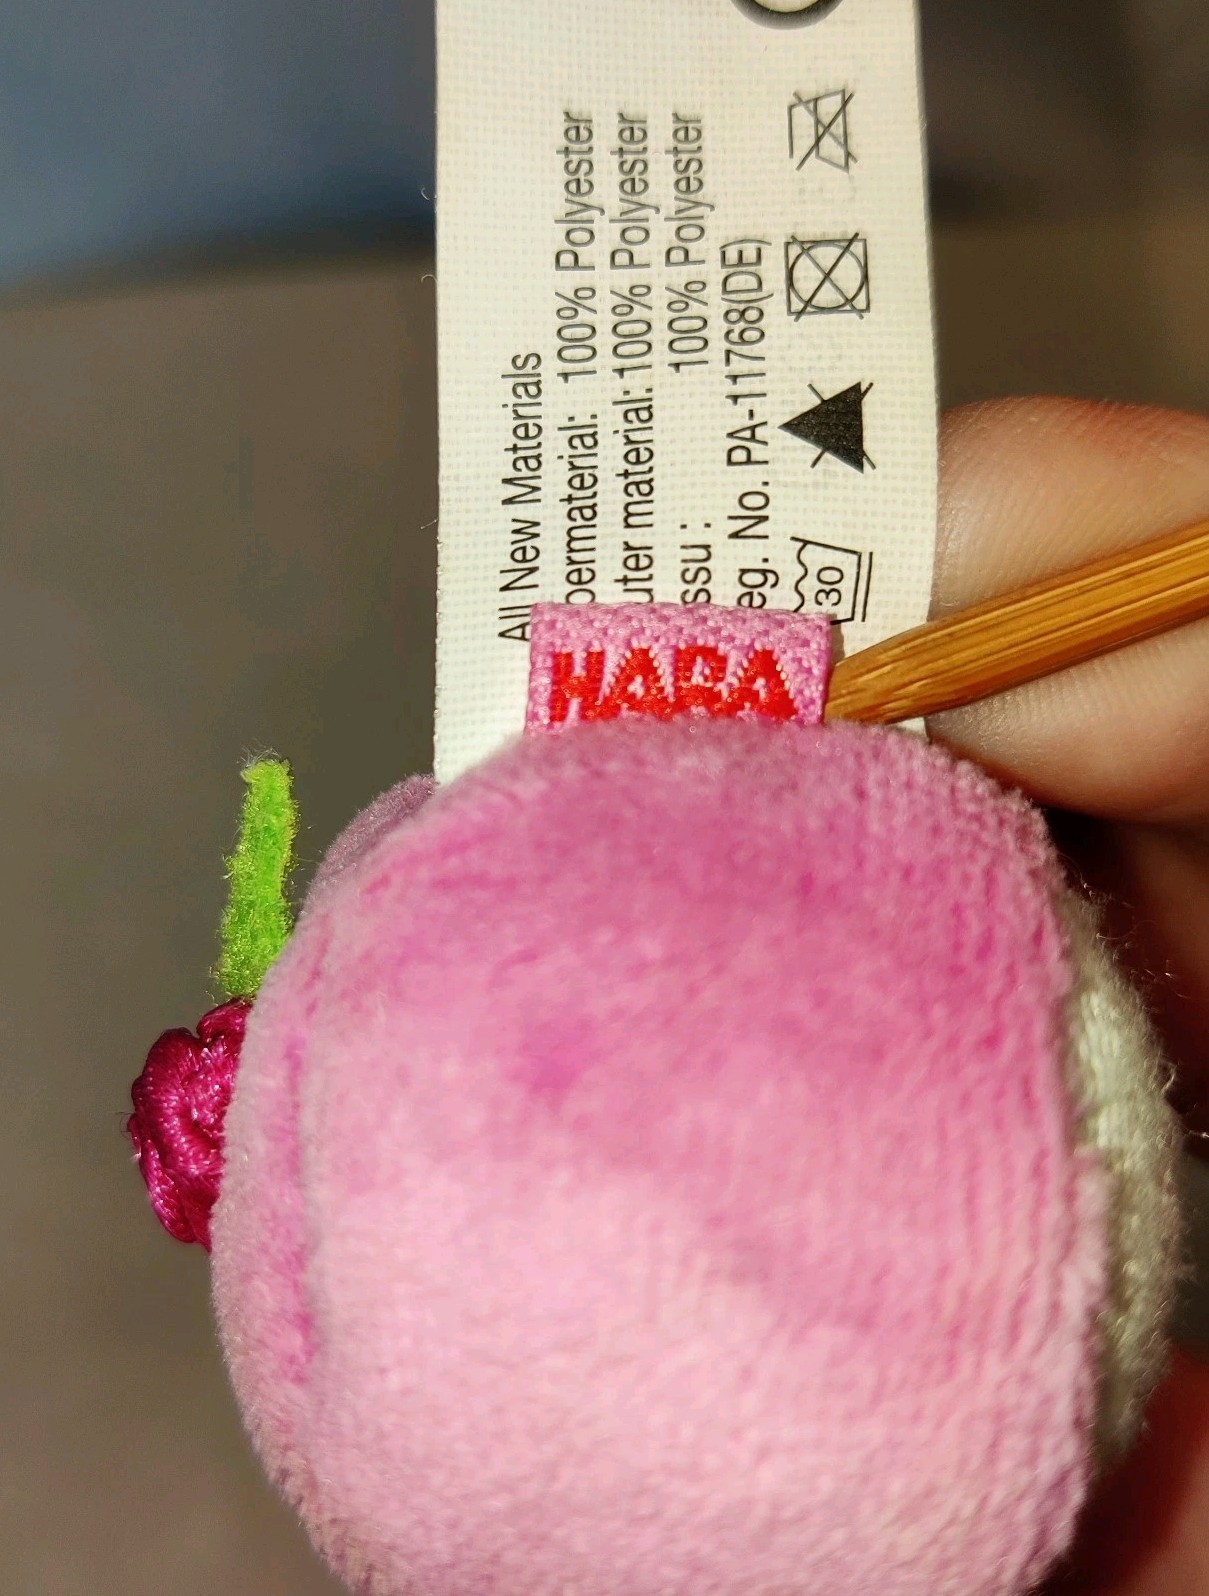 All New Materials
bermaterial: 100% Polyester
uter material: 100% Polyester
ssu : 100% Polyester
eg. No. PA-11768(DE)
30
HABA